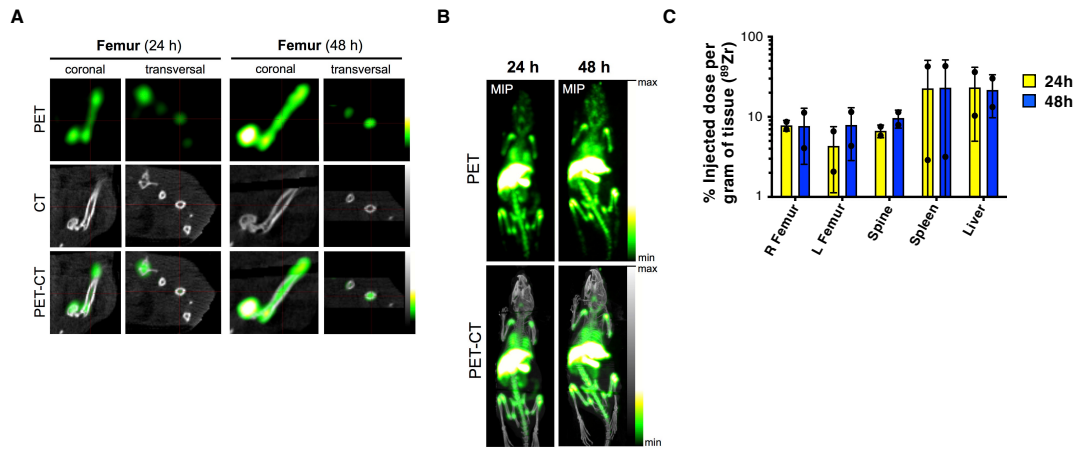 A
Femur (24 h)
Femur (48 h)
coronal
transversal
coronal
transversal
PET
CT
PET-CT
B
24 h
48 h
MIP
MIP
max
PET
min
max
PET-CT
min
C
% Injected dose per
gram of tissue (⁸⁹Zr)
100
10
1
R Femur
L Femur
Spine
Spleen
Liver
24h
48h